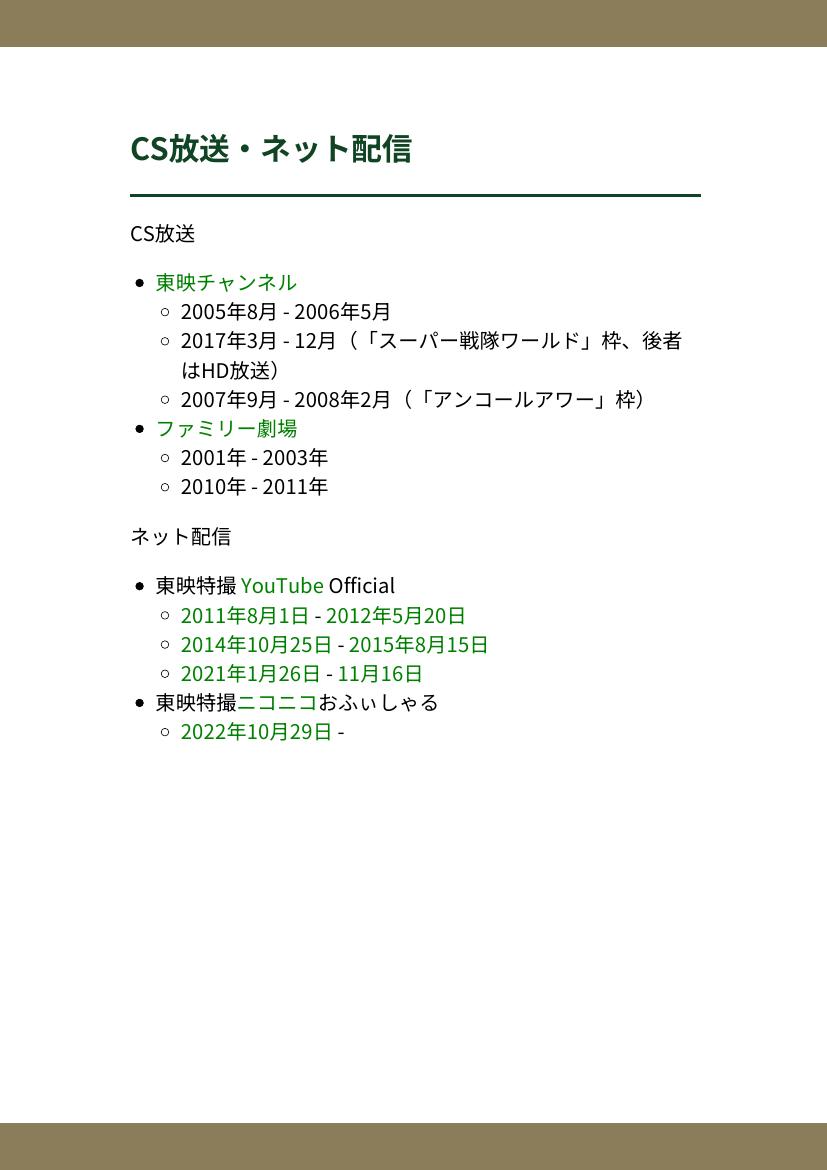 CS放送・ネット配信
CS放送
東映チャンネル
2005年8月 - 2006年5月
2017年3月 - 12月（「スーパー戦隊ワールド」枠、後者
はHD放送）
2007年9月 - 2008年2月（「アンコールアワー」枠）
ファミリー劇場
2001年 - 2003年
2010年 - 2011年
ネット配信
東映特撮 YouTube Official
2011年8月1日 - 2012年5月20日
2014年10月25日 - 2015年8月15日
2021年1月26日 - 11月16日
東映特撮ニコニコおふぃしゃる
2022年10月29日 -